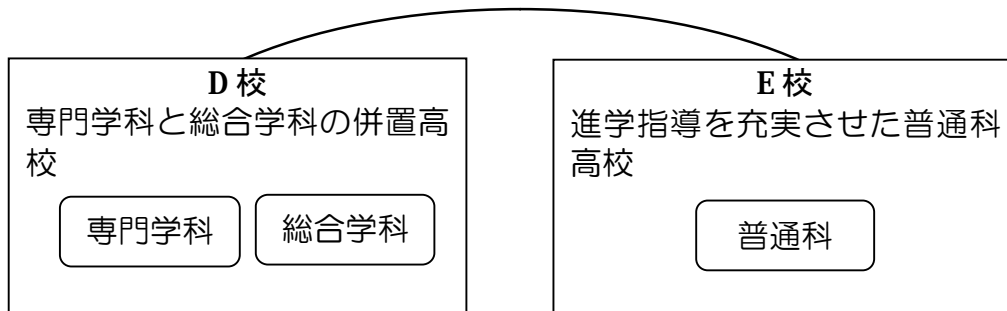 D校
専門学科と総合学科の併置高
校
専門学科
総合学科
E校
進学指導を充実させた普通科
高校
普通科